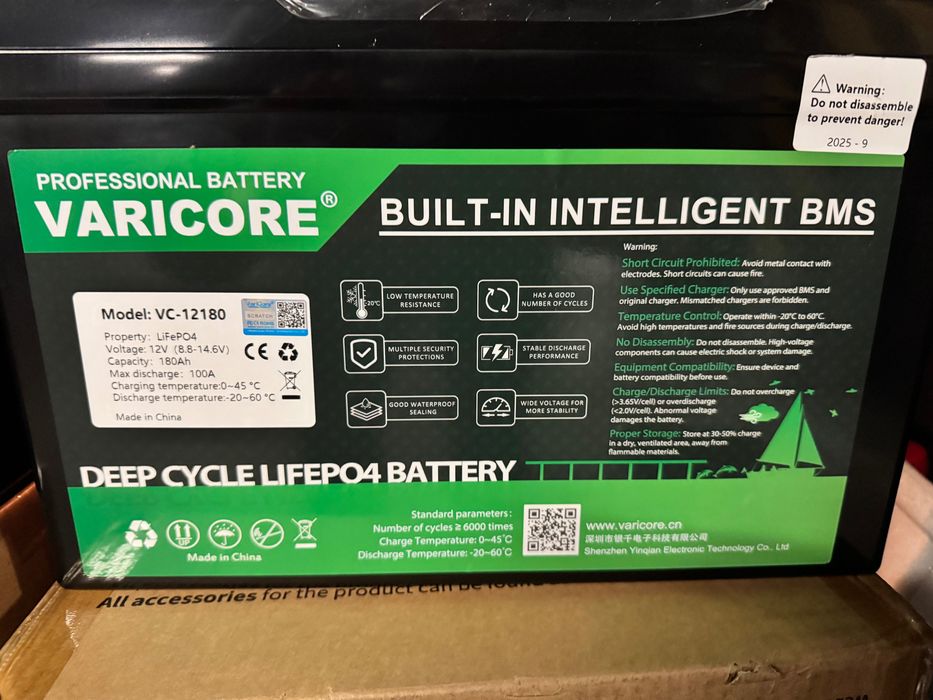 ⚠ Warning:
Do not disassemble
to prevent danger!
2025 - 9
PROFESSIONAL BATTERY
VARICORE®
BUILT-IN INTELLIGENT BMS
Model: VC-12180
VariCore
SCRATCH
Property: LiFePO4
Voltage: 12V (8.8-14.6V)
Capacity: 180Ah
Max discharge: 100A
Charging temperature:0~45 °C
Discharge temperature:-20~60 °C
Made in China
CE
-20°C
LOW TEMPERATURE
RESISTANCE
HAS A GOOD
NUMBER OF CYCLES
MULTIPLE SECURITY
PROTECTIONS
STABLE DISCHARGE
PERFORMANCE
GOOD WATERPROOF
SEALING
WIDE VOLTAGE FOR
MORE STABILITY
Warning:
Short Circuit Prohibited: Avoid metal contact with
electrodes. Short circuits can cause fire.
Use Specified Charger: Only use approved BMS and
original charger. Mismatched chargers are forbidden.
Temperature Control: Operate within -20°C to 60°C.
Avoid high temperatures and fire sources during charge/discharge.
No Disassembly: Do not disassemble. High-voltage
components can cause electric shock or system damage.
Equipment Compatibility: Ensure device and
battery compatibility before use.
Charge/Discharge Limits: Do not overcharge
(>3.65V/cell) or overdischarge
(<2.0V/cell). Abnormal voltage
damages the battery.
Proper Storage: Store at 30-50% charge
in a dry, ventilated area, away from
flammable materials.
DEEP CYCLE LIFEPO4 BATTERY
Made in China
Standard parameters:
Number of cycles ≥ 6000 times
Charge Temperature: 0~45°C
Discharge Temperature: -20~60°C
www.varicore.cn
深圳市银千电子科技有限公司
Shenzhen Yinqian Electronic Technology Co., Ltd
All accessories for the product can be found